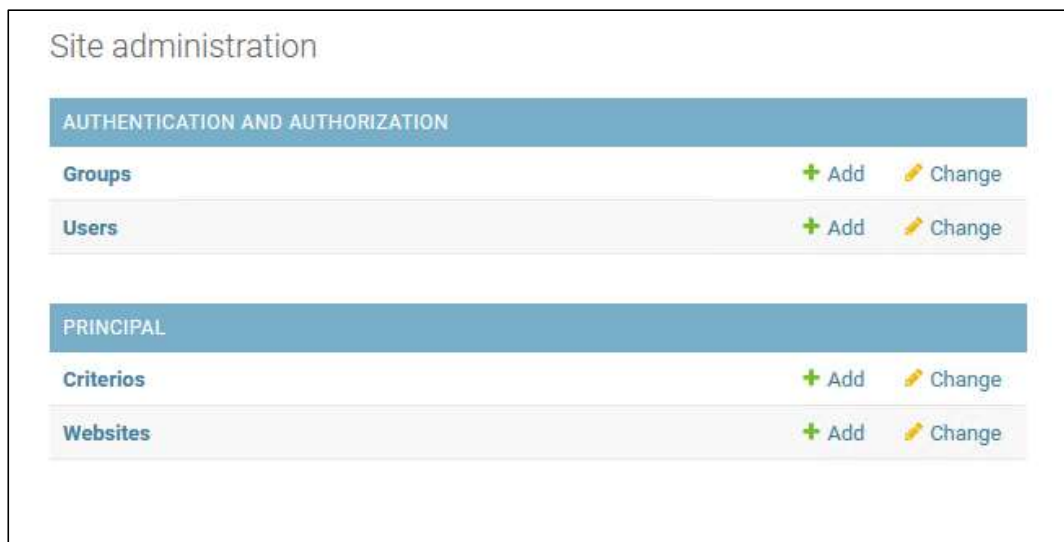 Site administration
AUTHENTICATION AND AUTHORIZATION
Groups Add Change
Users Add Change
PRINCIPAL
Criterios Add Change
Websites Add Change